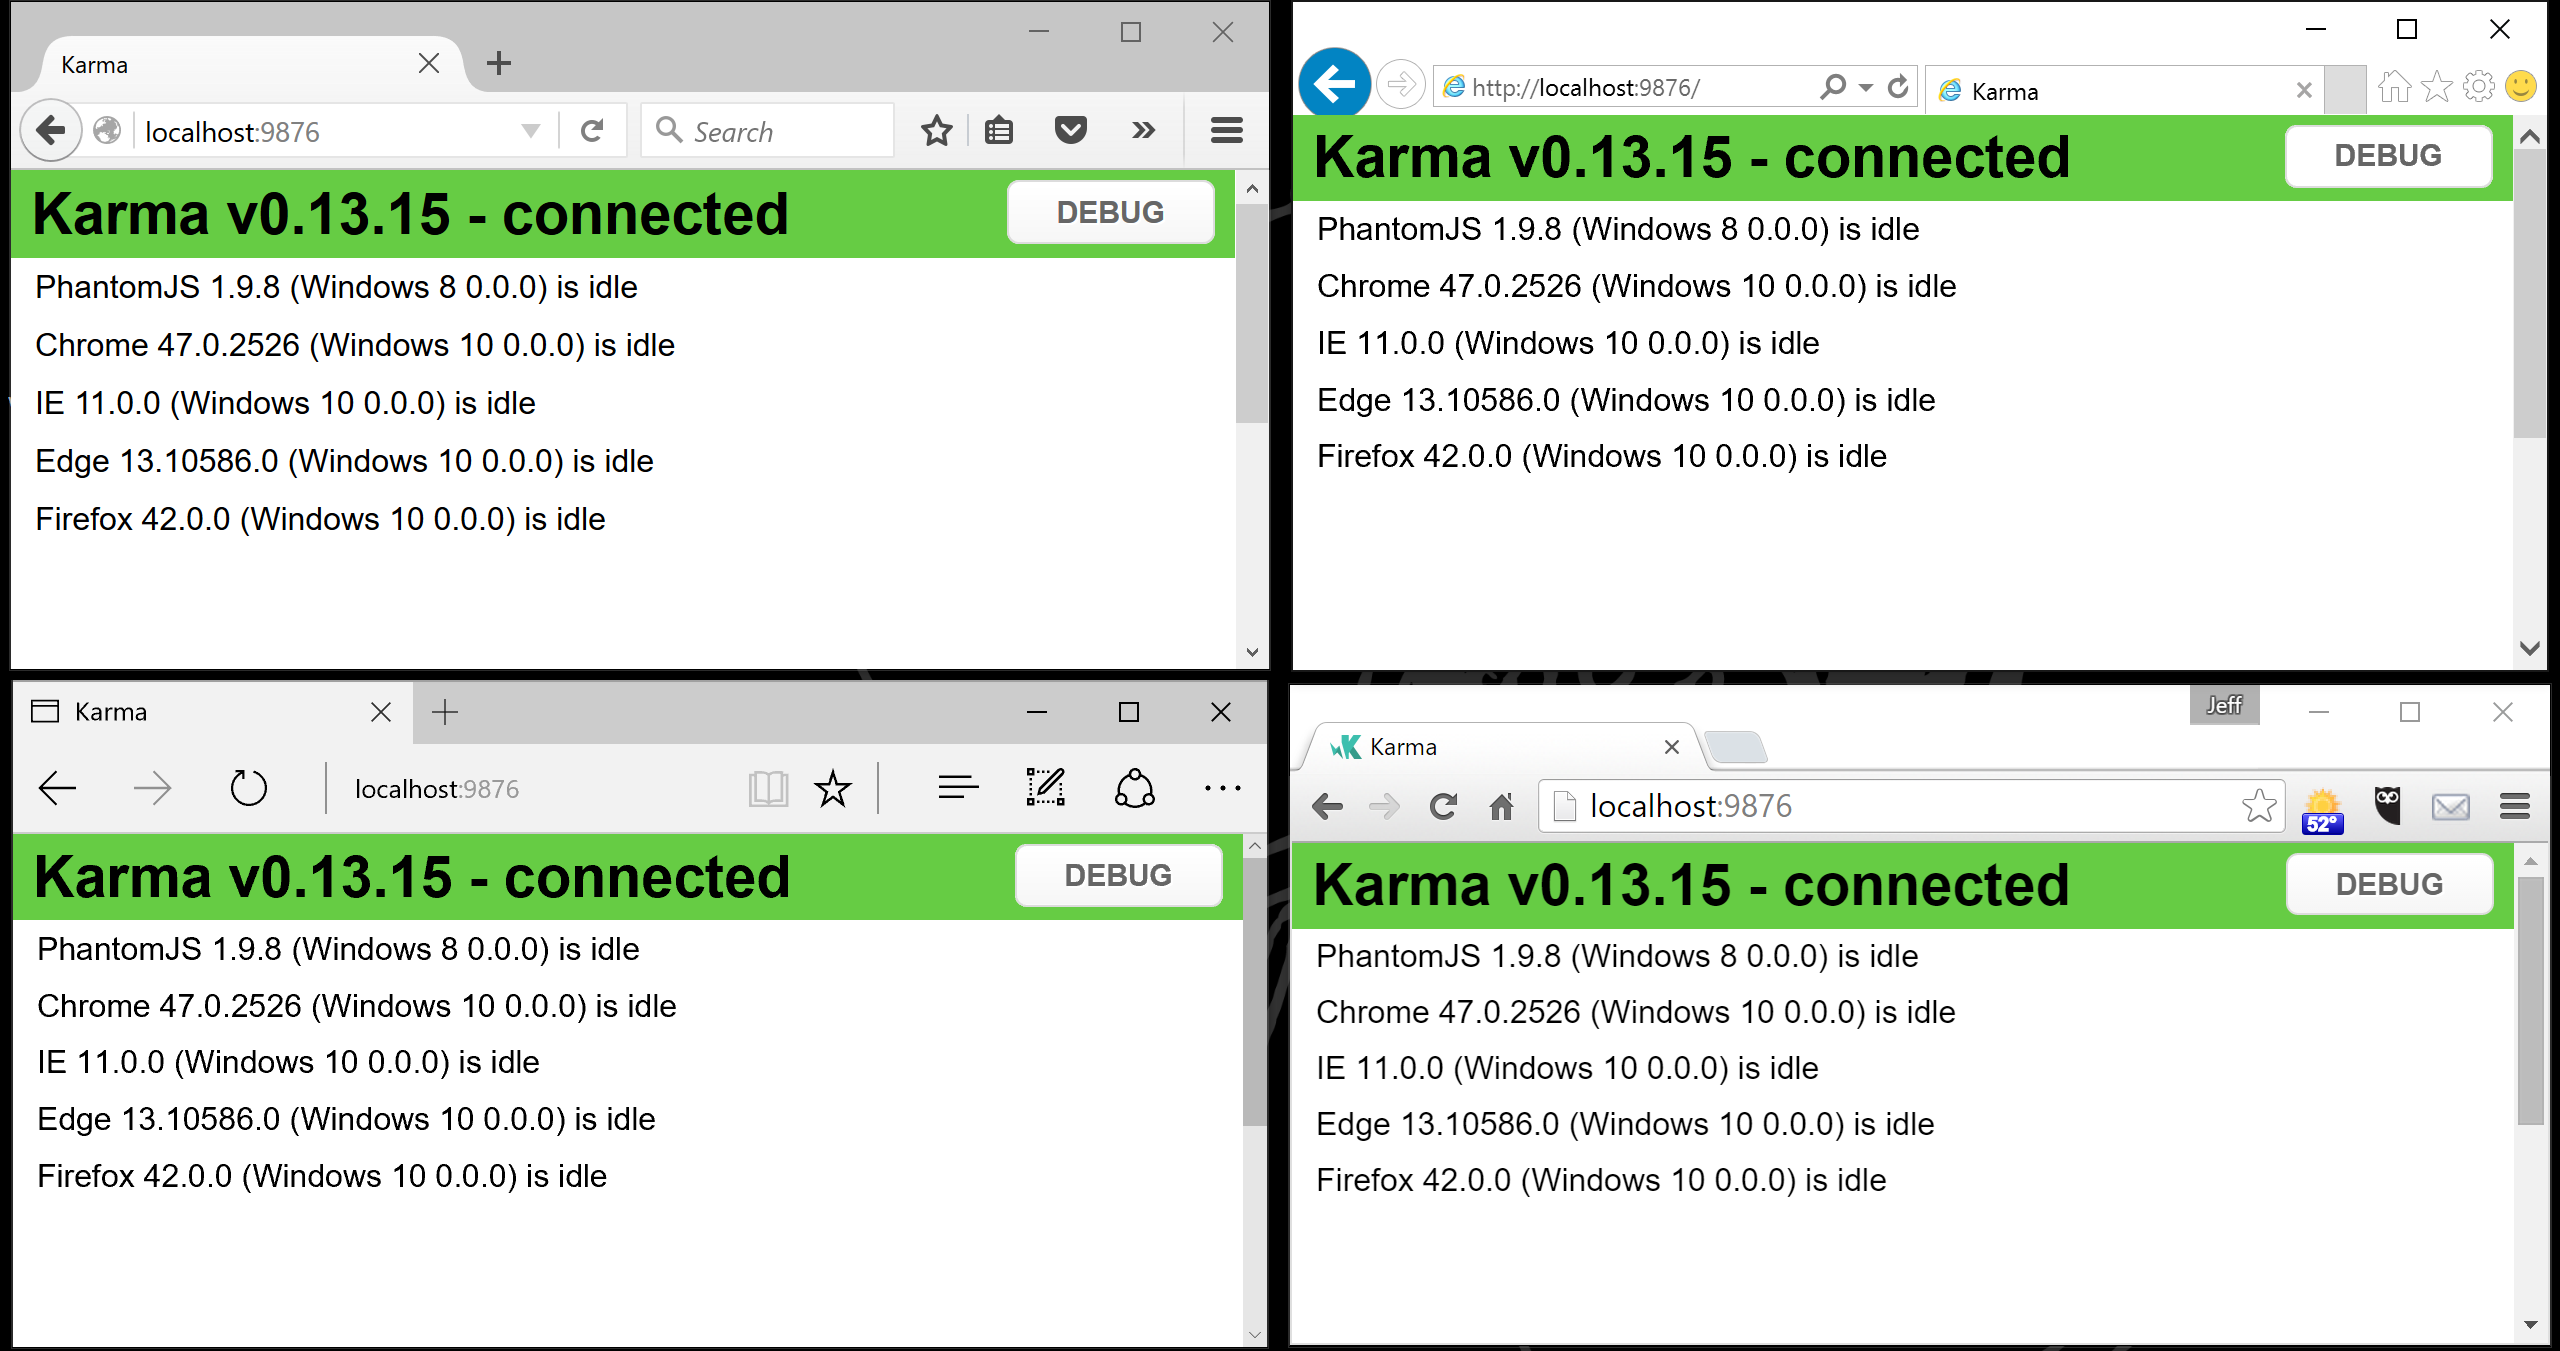 Karma
localhost:9876
Search
Karma v0.13.15 - connected
DEBUG
PhantomJS 1.9.8 (Windows 8 0.0.0) is idle
Chrome 47.0.2526 (Windows 10 0.0.0) is idle
IE 11.0.0 (Windows 10 0.0.0) is idle
Edge 13.10586.0 (Windows 10 0.0.0) is idle
Firefox 42.0.0 (Windows 10 0.0.0) is idle
http://localhost:9876/
Karma
Karma v0.13.15 - connected
DEBUG
PhantomJS 1.9.8 (Windows 8 0.0.0) is idle
Chrome 47.0.2526 (Windows 10 0.0.0) is idle
IE 11.0.0 (Windows 10 0.0.0) is idle
Edge 13.10586.0 (Windows 10 0.0.0) is idle
Firefox 42.0.0 (Windows 10 0.0.0) is idle
Karma
localhost:9876
Karma v0.13.15 - connected
DEBUG
PhantomJS 1.9.8 (Windows 8 0.0.0) is idle
Chrome 47.0.2526 (Windows 10 0.0.0) is idle
IE 11.0.0 (Windows 10 0.0.0) is idle
Edge 13.10586.0 (Windows 10 0.0.0) is idle
Firefox 42.0.0 (Windows 10 0.0.0) is idle
Jeff
Karma
localhost:9876
52°
Karma v0.13.15 - connected
DEBUG
PhantomJS 1.9.8 (Windows 8 0.0.0) is idle
Chrome 47.0.2526 (Windows 10 0.0.0) is idle
IE 11.0.0 (Windows 10 0.0.0) is idle
Edge 13.10586.0 (Windows 10 0.0.0) is idle
Firefox 42.0.0 (Windows 10 0.0.0) is idle